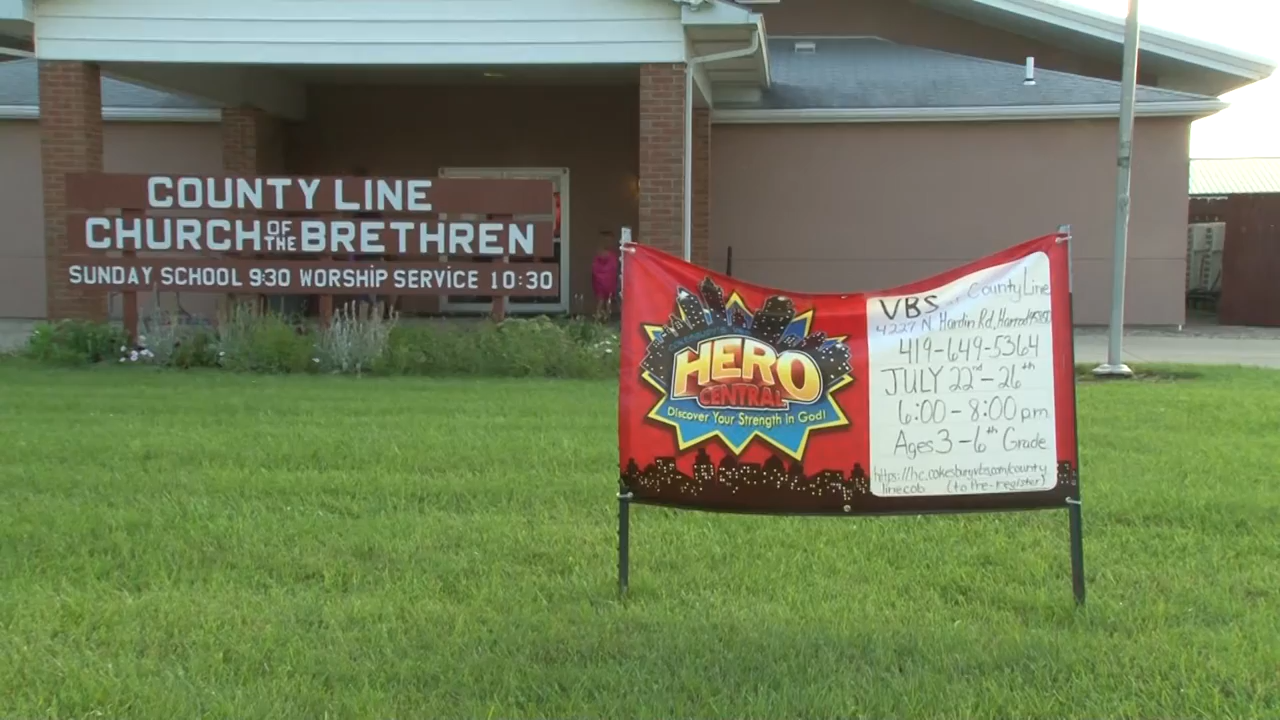 COUNTY LINE
CHURCH OF THE BRETHREN
SUNDAY SCHOOL 9:30 WORSHIP SERVICE 10:30
HERO
CENTRAL
Discover Your Strength in God!
VBS at County Line
4227 N Hardin Rd, Harrod 45850
419-649-5364
JULY 22nd-26th
6:00-8:00 pm
Ages 3-6th Grade
https://hc.cokesburyvbs.com/county
linecob (to Pre-register)